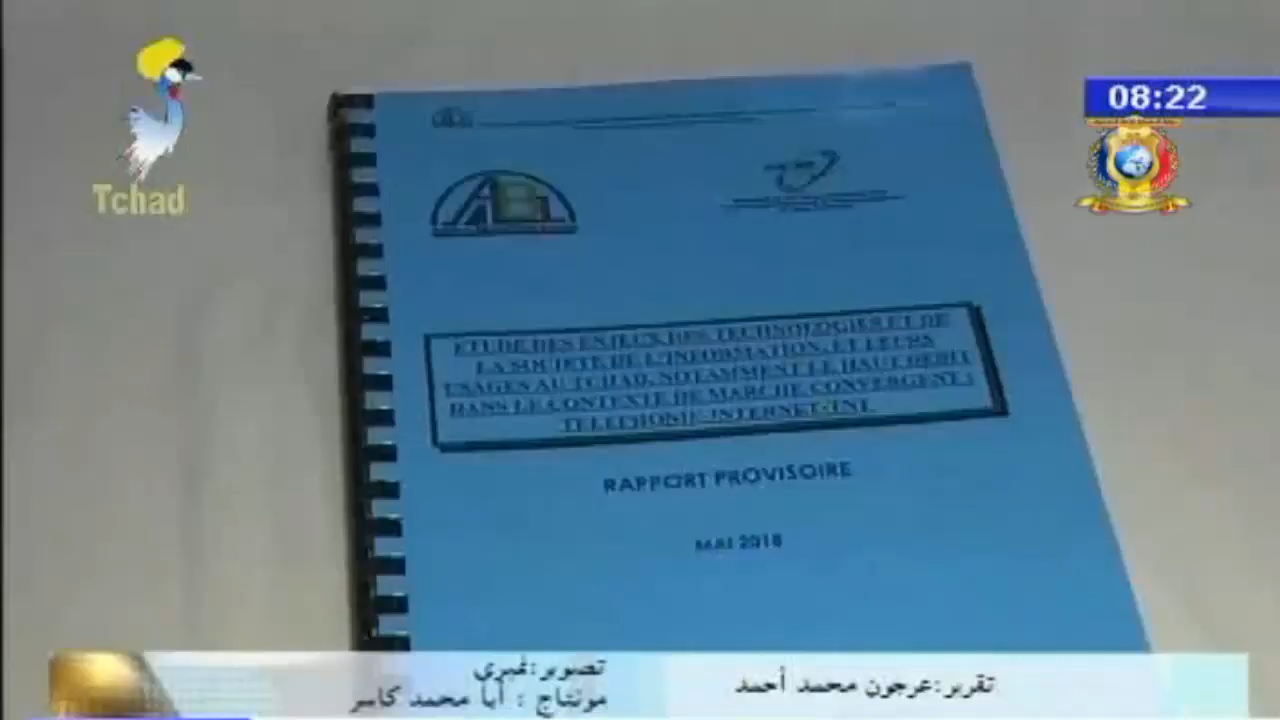 08:22
Tchad
ETUDE DES ENJEUX DES TECHNOLOGIES ET DE
LA SOCIETE DE L'INFORMATION, ET LEURS
USAGES AU TCHAD, NOTAMMENT LE HAUT DEBIT
DANS LE CONTEXTE DE MARCHE CONVERGENT :
TELEPHONIE-INTERNET-TNT
RAPPORT PROVISOIRE
MAI 2018
تقرير:عرجون محمد أحمد
تصوير:نمبري
مونتاج : أبا محمد كاسر